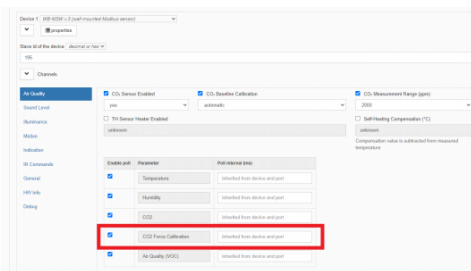 Device 1 WB-MSW v.3 (wall-mounted Modbus sensor)
properties
Slave id of the device decimal or hex
195
Channels
Air Quality
Sound Level
Illuminance
Motion
Indication
IR Commands
General
HW Info
Debug
CO₂ Sensor Enabled
yes
CO₂ Baseline Calibration
automatic
CO₂ Measurement Range (ppm)
2000
TH Sensor Heater Enabled
unknown
Self-Heating Compensation (°C)
unknown
Compensation value is subtracted from measured
temperature
Enable poll Parameter Poll interval (ms)
Temperature Inherited from device and port
Humidity Inherited from device and port
CO2 Inherited from device and port
CO2 Force Calibration Inherited from device and port
Air Quality (VOC) Inherited from device and port